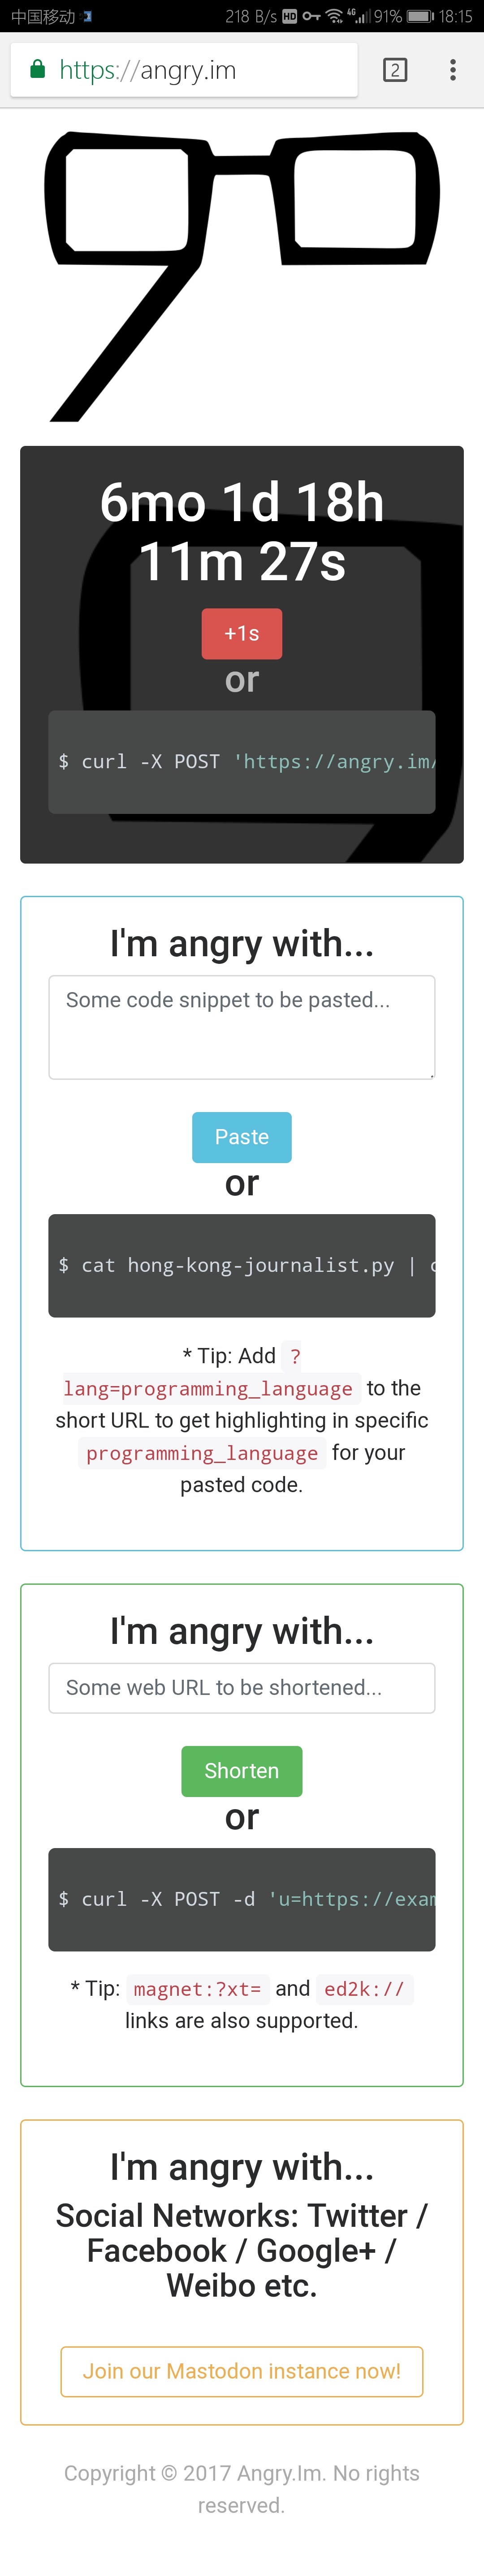 中国移动 218 B/s HD 4G 91% 18:15
https://angry.im 2
6mo 1d 18h
11m 27s
+1s
or
$ curl -X POST 'https://angry.im/
I'm angry with...
Some code snippet to be pasted...
Paste
or
$ cat hong-kong-journalist.py | c
* Tip: Add ?
lang=programming_language to the
short URL to get highlighting in specific
programming_language for your
pasted code.
I'm angry with...
Some web URL to be shortened...
Shorten
or
$ curl -X POST -d 'u=https://exam
* Tip: magnet:?xt= and ed2k://
links are also supported.
I'm angry with...
Social Networks: Twitter /
Facebook / Google+ /
Weibo etc.
Join our Mastodon instance now!
Copyright © 2017 Angry.Im. No rights
reserved.